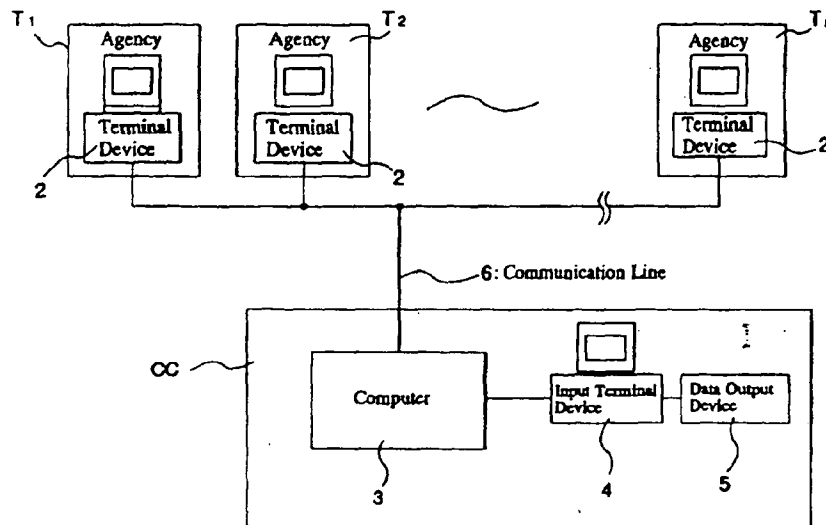 T1
Agency
Terminal
Device
2
T2
Agency
Terminal
Device
2
Agency
Terminal
Device
2
6: Communication Line
CC
Computer
3
Input Terminal
Device
4
Data Output
Device
5